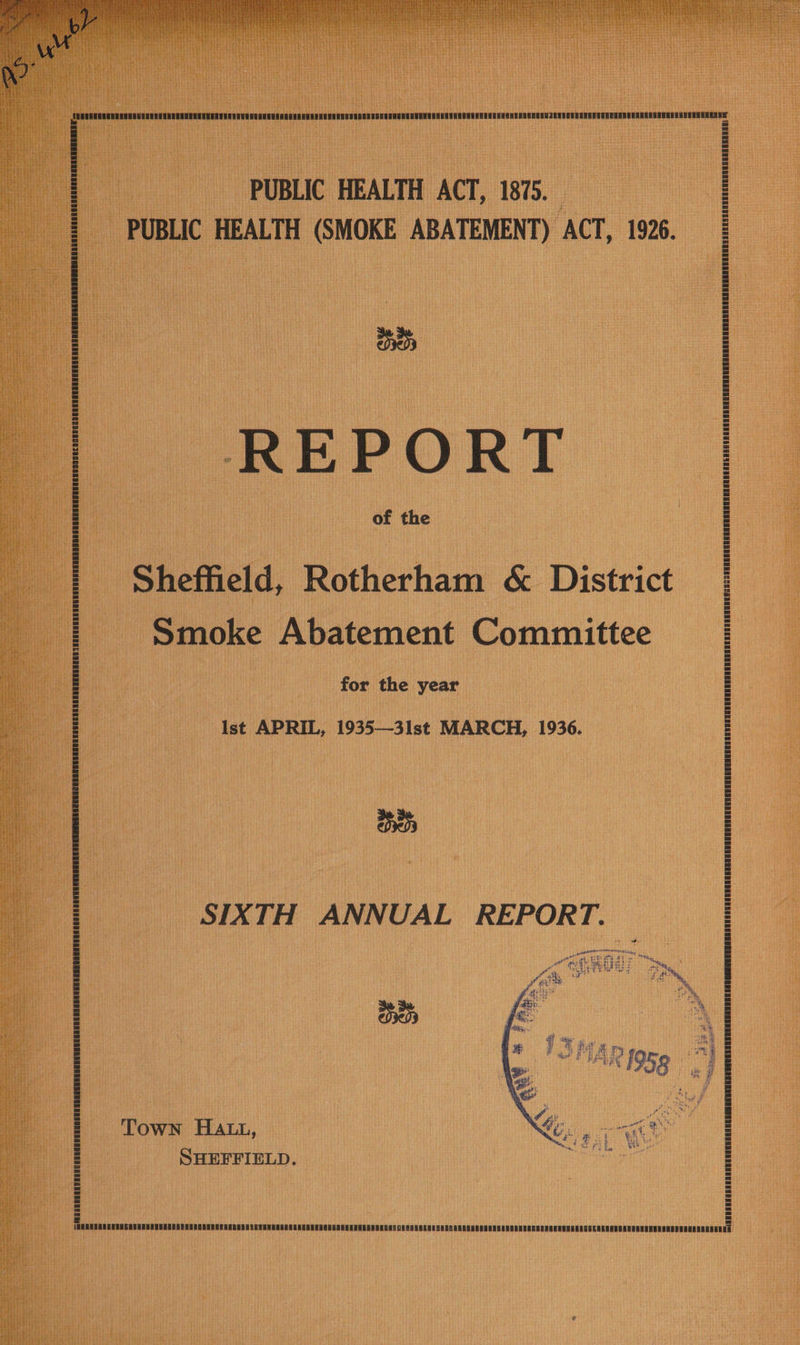 PUBLIC HEALTH ACT, 1875.
PUBLIC HEALTH (SMOKE ABATEMENT) ACT, 1926.
REPORT
of the
Sheffield, Rotherham & District
Smoke Abatement Committee
for the year
1st APRIL, 1935—31st MARCH, 1936.
SIXTH ANNUAL REPORT.
13 MAR 1958
TOWN HALL,
SHEFFIELD.